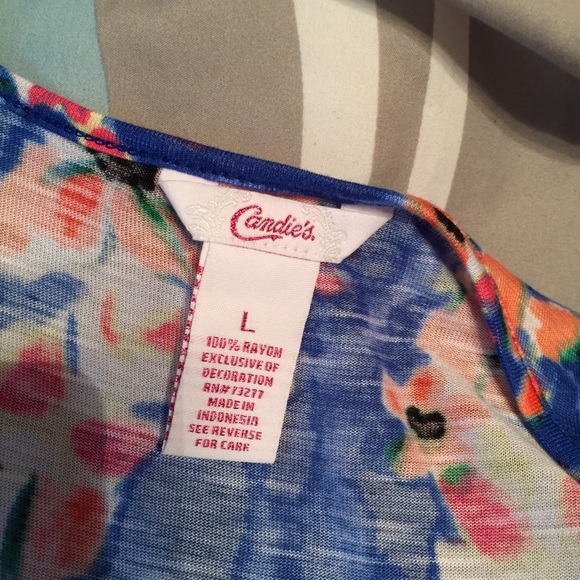 Candie's.
L
100% RAYON
EXCLUSIVE OF
DECORATION
RN#73277
MADE IN
INDONESIA
SEE REVERSE
FOR CARE